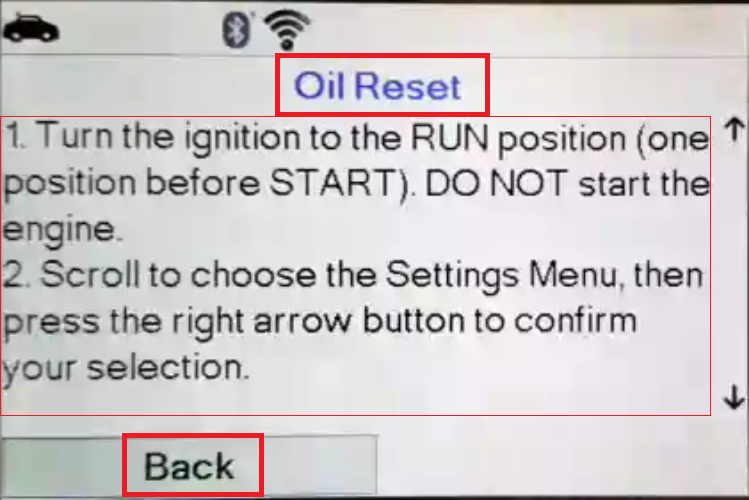 Oil Reset
1. Turn the ignition to the RUN position (one
position before START). DO NOT start the
engine.
2. Scroll to choose the Settings Menu, then
press the right arrow button to confirm
your selection.
Back